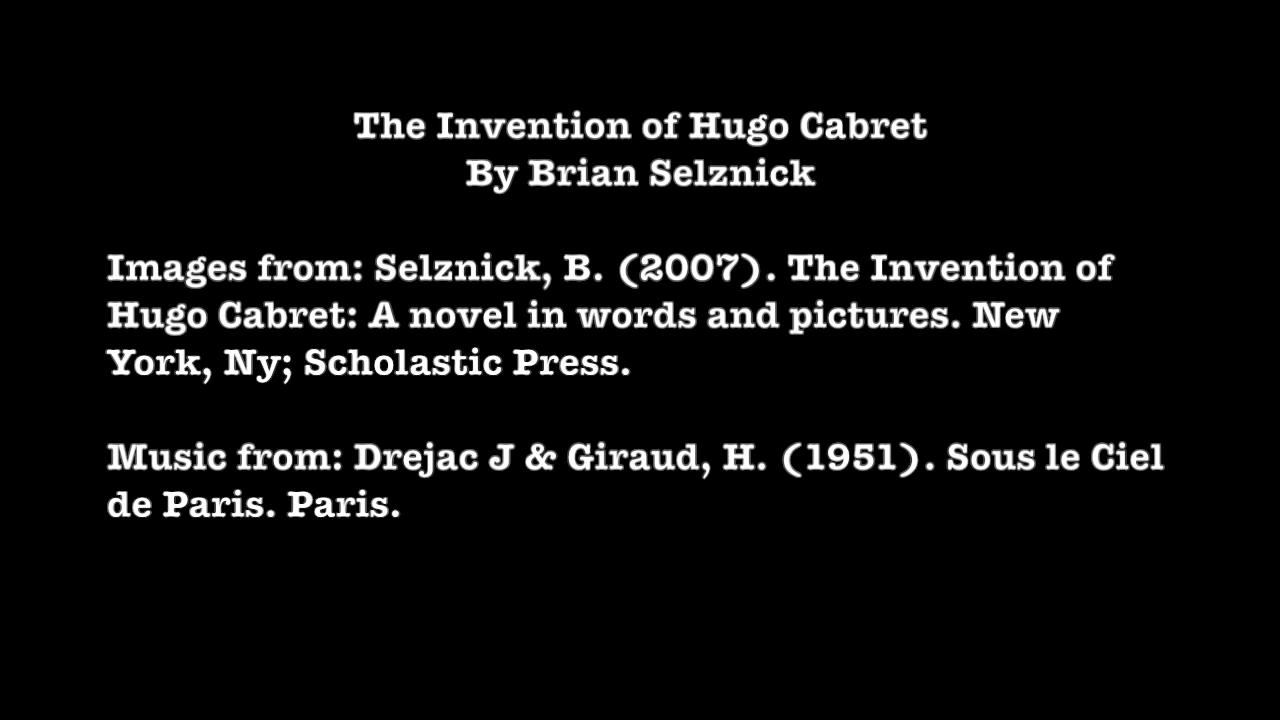 The Invention of Hugo Cabret
By Brian Selznick
Images from: Selznick, B. (2007). The Invention of
Hugo Cabret: A novel in words and pictures. New
York, Ny; Scholastic Press.
Music from: Drejac J & Giraud, H. (1951). Sous le Ciel
de Paris. Paris.